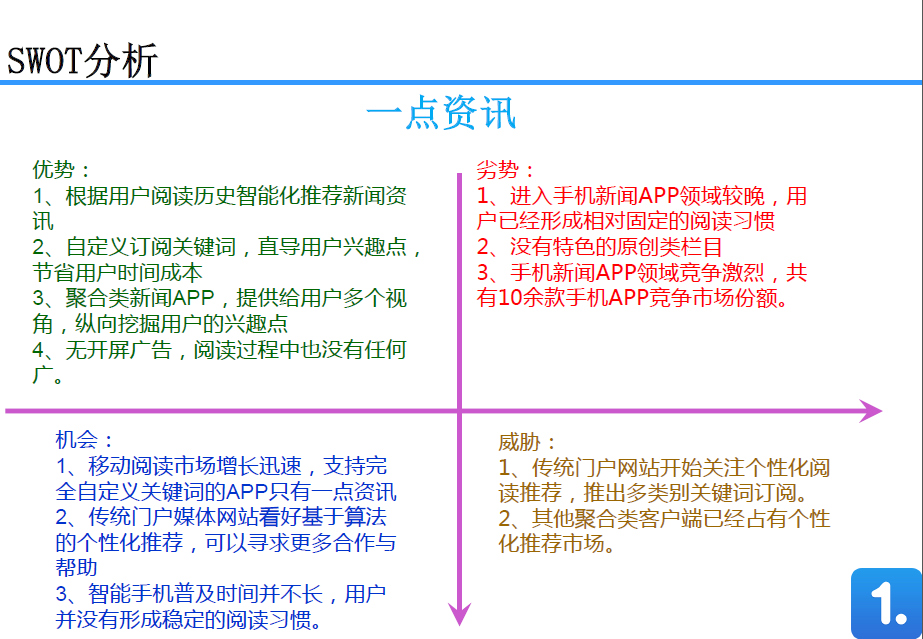 SWOT分析
一点资讯
优势：
1、根据用户阅读历史智能化推荐新闻资
讯
2、自定义订阅关键词，直导用户兴趣点，
节省用户时间成本
3、聚合类新闻APP，提供给用户多个视
角，纵向挖掘用户的兴趣点
4、无开屏广告，阅读过程中也没有任何
广。
劣势：
1、进入手机新闻APP领域较晚，用
户已经形成相对固定的阅读习惯
2、没有特色的原创类栏目
3、手机新闻APP领域竞争激烈，共
有10余款手机APP竞争市场份额。
机会：
1、移动阅读市场增长迅速，支持完
全自定义关键词的APP只有一点资讯
2、传统门户媒体网站看好基于算法
的个性化推荐，可以寻求更多合作与
帮助
3、智能手机普及时间并不长，用户
并没有形成稳定的阅读习惯。
威胁：
1、传统门户网站开始关注个性化阅
读推荐，推出多类别关键词订阅。
2、其他聚合类客户端已经占有个性
化推荐市场。
1.